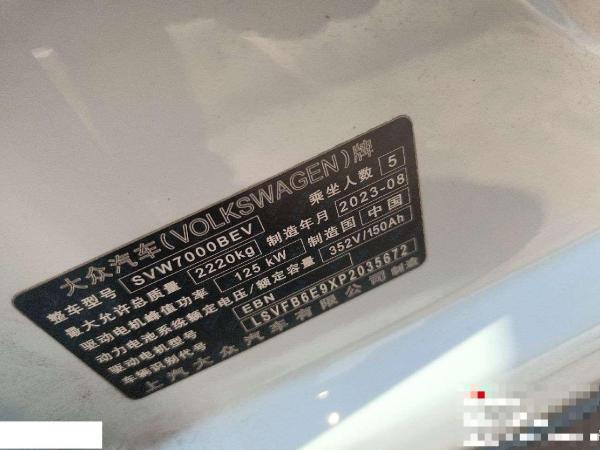 大众汽车(VOLKSWAGEN)牌
整车型号 SVW7000BEV 乘坐人数 5
最大允许总质量 2220kg 制造年月 2023-08
驱动电机峰值功率 125 kW 制造国 中国
动力电池系统额定电压/额定容量 352V/150Ah
驱动电机型号 EBN
车辆识别代号 LSVFB6E9XP2035672
上汽大众汽车有限公司制造